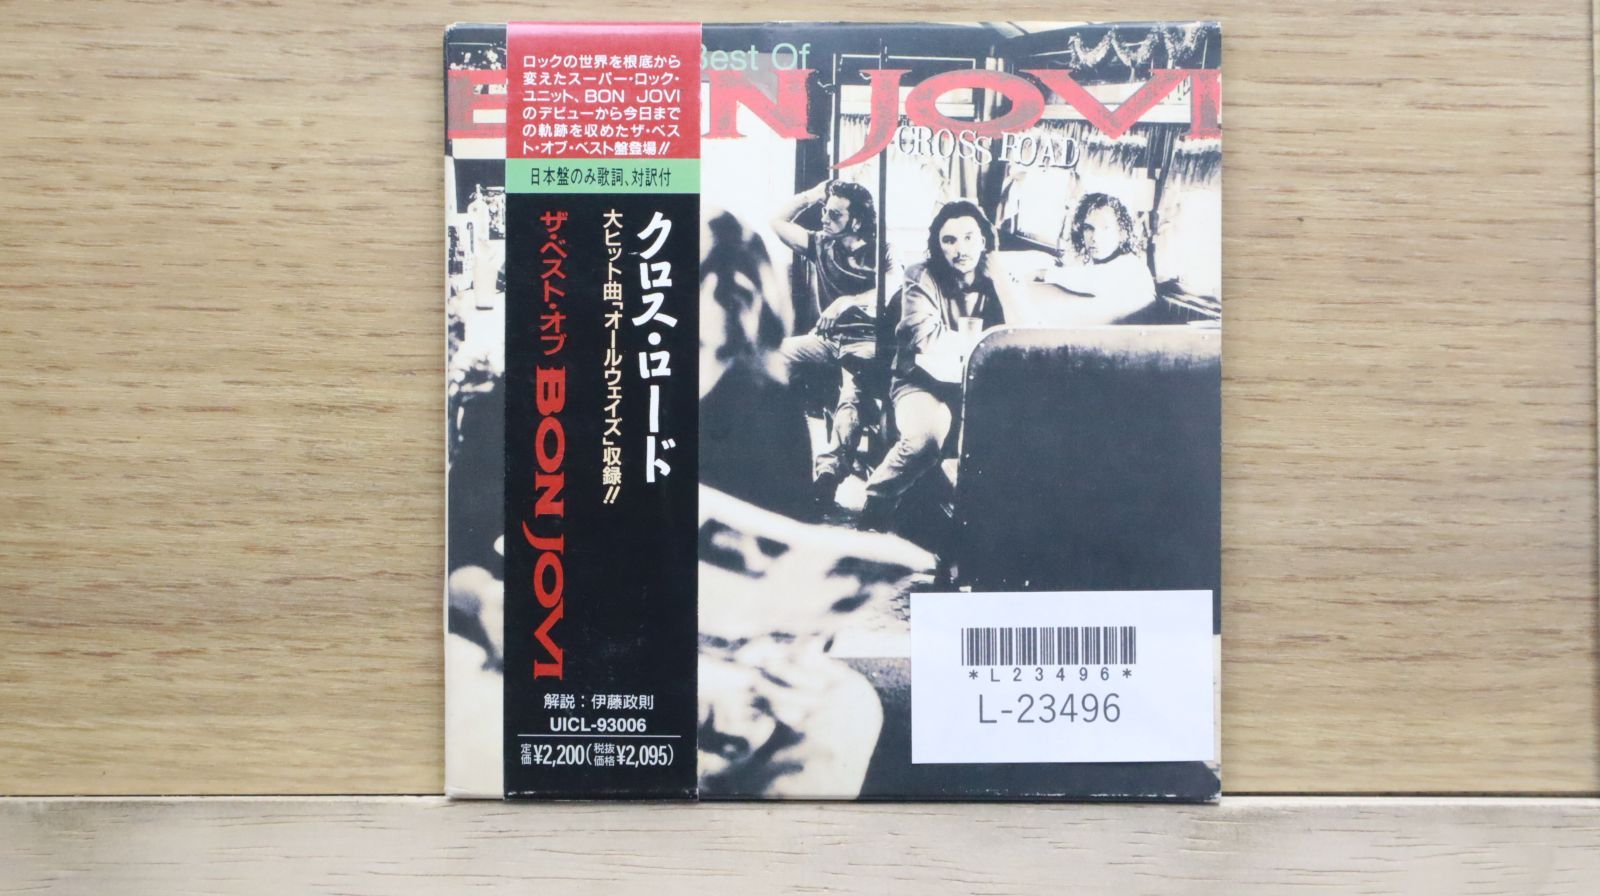 Best Of
BON JOVI
CROSS ROAD
ロックの世界を根底から
変えたスーパー・ロック・
ユニット、BON JOVI
のデビューから今日まで
の軌跡を収めたザ・ベス
ト・オブ・ベスト盤登場!!
日本盤のみ歌詞、対訳付
クロス・ロード
大ヒット曲「オールウェイズ」収録!!
ザ・ベスト・オブ BON JOVI
解説：伊藤政則
UICL-93006
定価¥2,200(税抜価格¥2,095)
*L23496*
L-23496